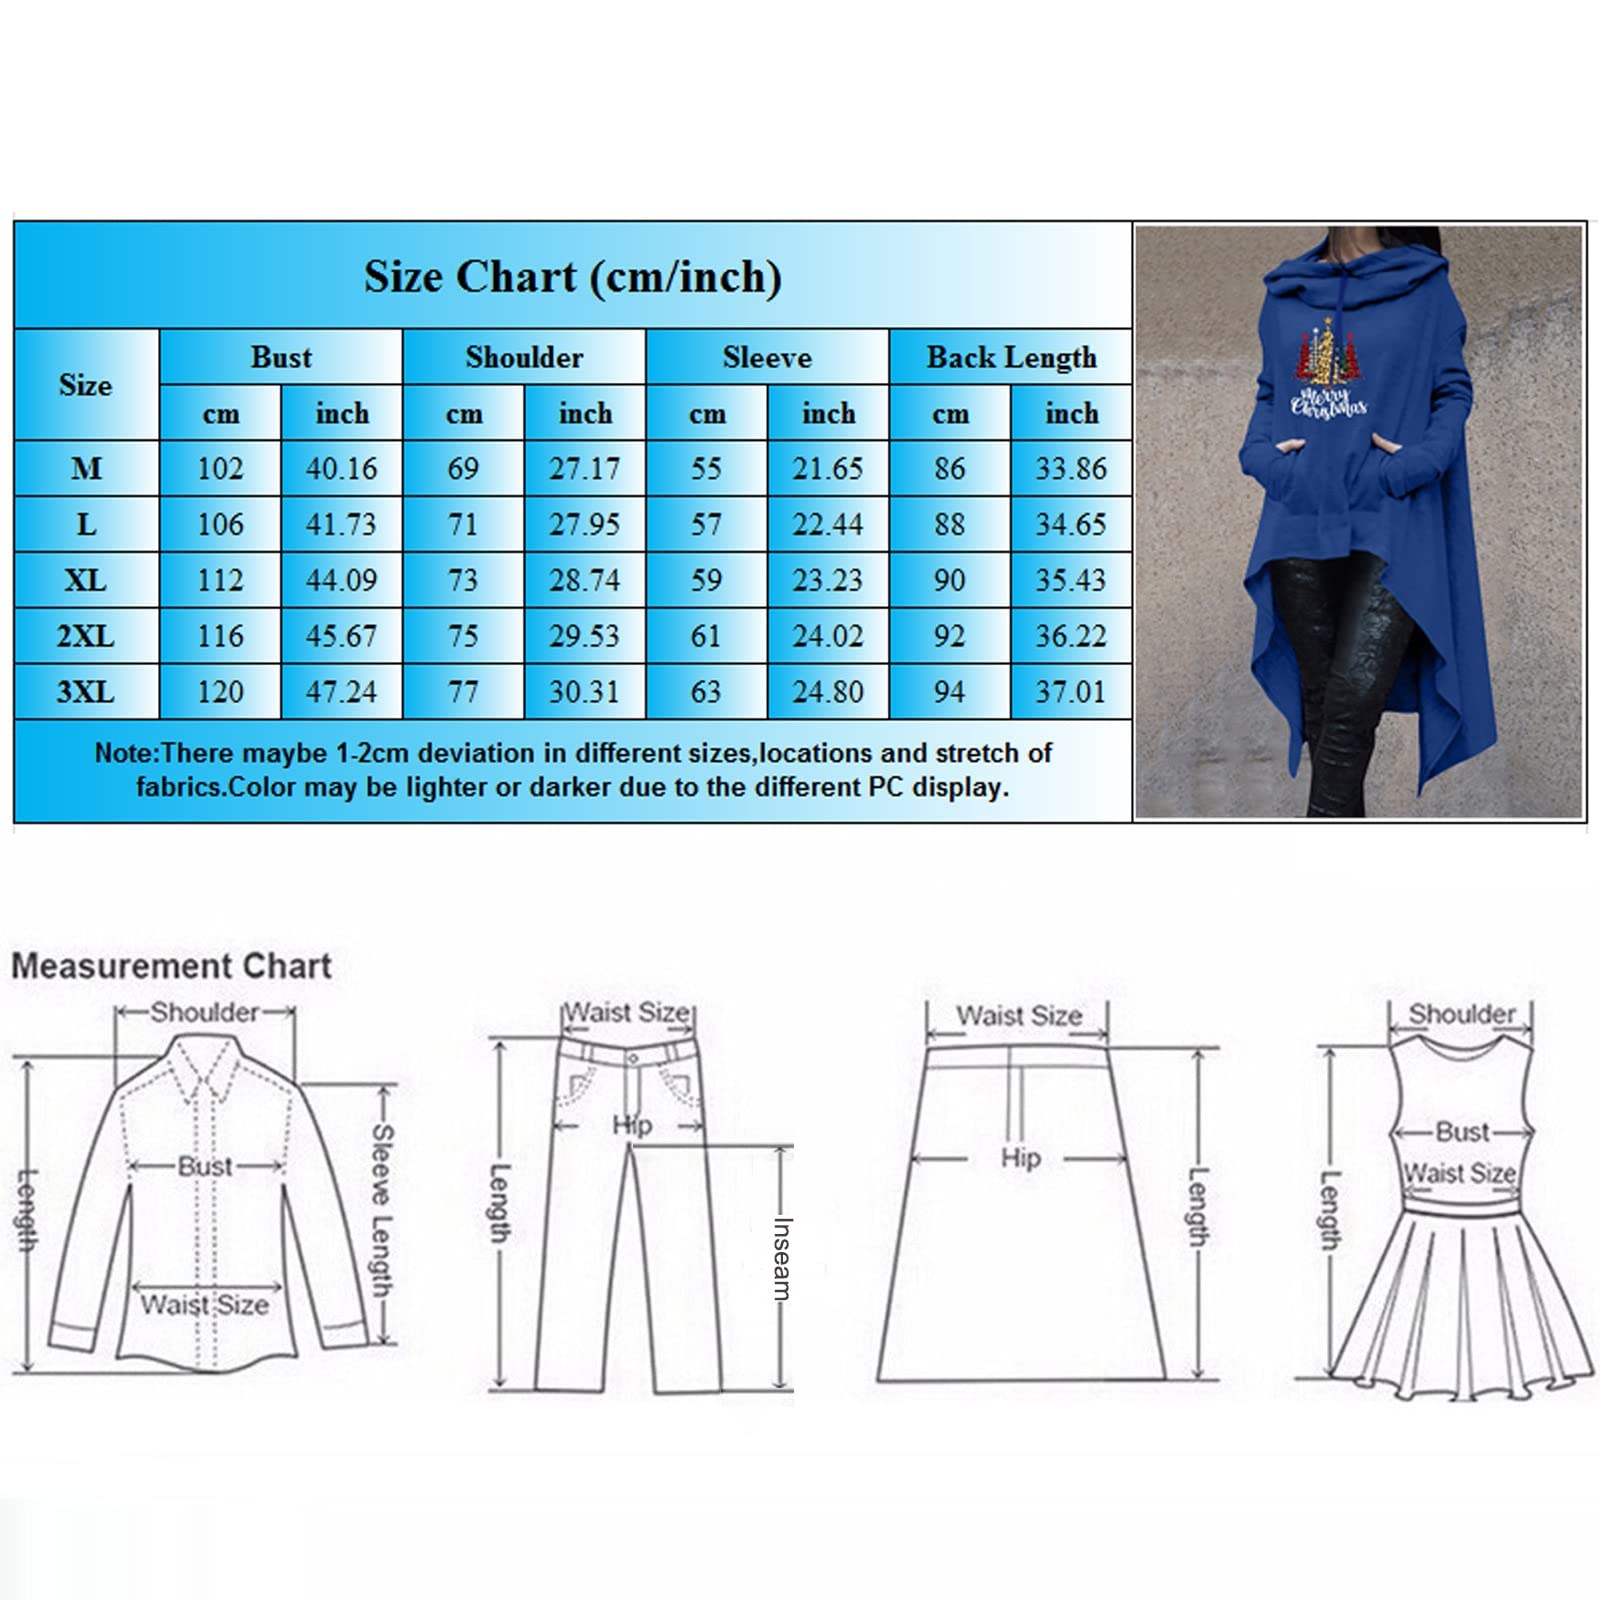 Size Chart (cm/inch)
Size Bust Shoulder Sleeve Back Length
cm inch cm inch cm inch cm inch
M 102 40.16 69 27.17 55 21.65 86 33.86
L 106 41.73 71 27.95 57 22.44 88 34.65
XL 112 44.09 73 28.74 59 23.23 90 35.43
2XL 116 45.67 75 29.53 61 24.02 92 36.22
3XL 120 47.24 77 30.31 63 24.80 94 37.01
Note:There maybe 1-2cm deviation in different sizes,locations and stretch of
fabrics.Color may be lighter or darker due to the different PC display.
Merry
Christmas
Measurement Chart
Shoulder
Length
Bust
Sleeve Length
Waist Size
Waist Size
Length
Hip
Inseam
Waist Size
Hip
Length
Shoulder
Length
Bust
Waist Size